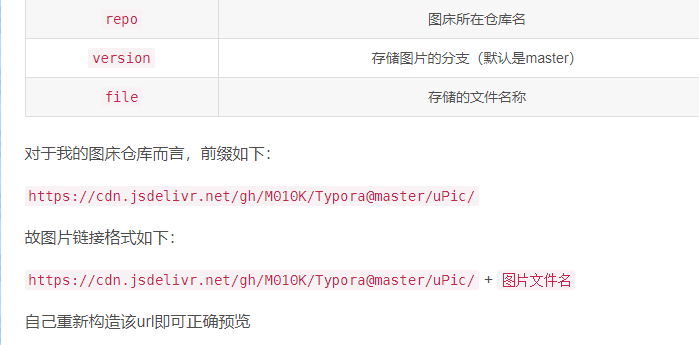 repo 图床所在仓库名
version 存储图片的分支（默认是master）
file 存储的文件名称
对于我的图床仓库而言，前缀如下：
https://cdn.jsdelivr.net/gh/M010K/Typora@master/uPic/
故图片链接格式如下：
https://cdn.jsdelivr.net/gh/M010K/Typora@master/uPic/ + 图片文件名
自己重新构造该url即可正确预览